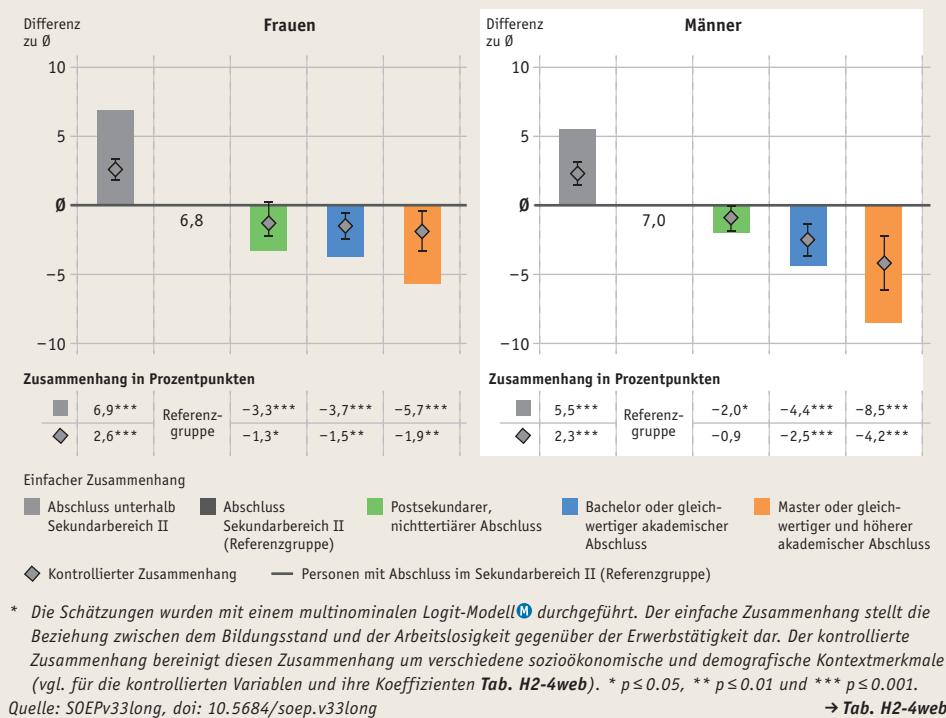 Differenz zu Ø
Frauen
10
5
Ø
−5
−10
6,8
Zusammenhang in Prozentpunkten
6,9*** Referenz- −3,3*** −3,7*** −5,7***
2,6*** gruppe −1,3* −1,5** −1,9**
Differenz zu Ø
Männer
10
5
Ø
−5
−10
7,0
Zusammenhang in Prozentpunkten
5,5*** Referenz- −2,0* −4,4*** −8,5***
2,3*** gruppe −0,9 −2,5*** −4,2***
Einfacher Zusammenhang
Abschluss unterhalb
Sekundarbereich II
Abschluss
Sekundarbereich II
(Referenzgruppe)
Postsekundarer,
nichttertiärer Abschluss
Bachelor oder gleich-
wertiger akademischer
Abschluss
Master oder gleich-
wertiger und höherer
akademischer Abschluss
Kontrollierter Zusammenhang
Personen mit Abschluss im Sekundarbereich II (Referenzgruppe)
* Die Schätzungen wurden mit einem multinominalen Logit-Modell M durchgeführt. Der einfache Zusammenhang stellt die
Beziehung zwischen dem Bildungsstand und der Arbeitslosigkeit gegenüber der Erwerbstätigkeit dar. Der kontrollierte
Zusammenhang bereinigt diesen Zusammenhang um verschiedene sozioökonomische und demografische Kontextmerkmale
(vgl. für die kontrollierten Variablen und ihre Koeffizienten Tab. H2-4web). * p≤0.05, ** p≤0.01 und *** p≤0.001.
Quelle: SOEPv33long, doi: 10.5684/soep.v33long
→ Tab. H2-4web